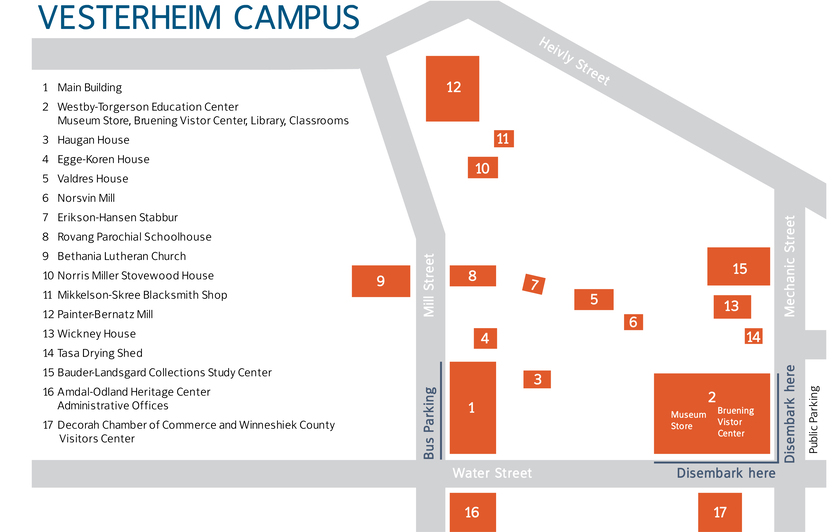 VESTERHEIM CAMPUS
1 Main Building
2 Westby-Torgerson Education Center
Museum Store, Bruening Vistor Center, Library, Classrooms
3 Haugan House
4 Egge-Koren House
5 Valdres House
6 Norsvin Mill
7 Erikson-Hansen Stabbur
8 Rovang Parochial Schoolhouse
9 Bethania Lutheran Church
10 Norris Miller Stovewood House
11 Mikkelson-Skree Blacksmith Shop
12 Painter-Bernatz Mill
13 Wickney House
14 Tasa Drying Shed
15 Bauder-Landsgard Collections Study Center
16 Amdal-Odland Heritage Center
Administrative Offices
17 Decorah Chamber of Commerce and Winneshiek County
Visitors Center
Heivly Street
12
11
10
Mill Street
Mechanic Street
9
8
7
5
6
15
13
14
4
3
1
Bus Parking
2
Museum
Store
Bruening
Vistor
Center
Disembark here
Public Parking
Water Street
Disembark here
16
17